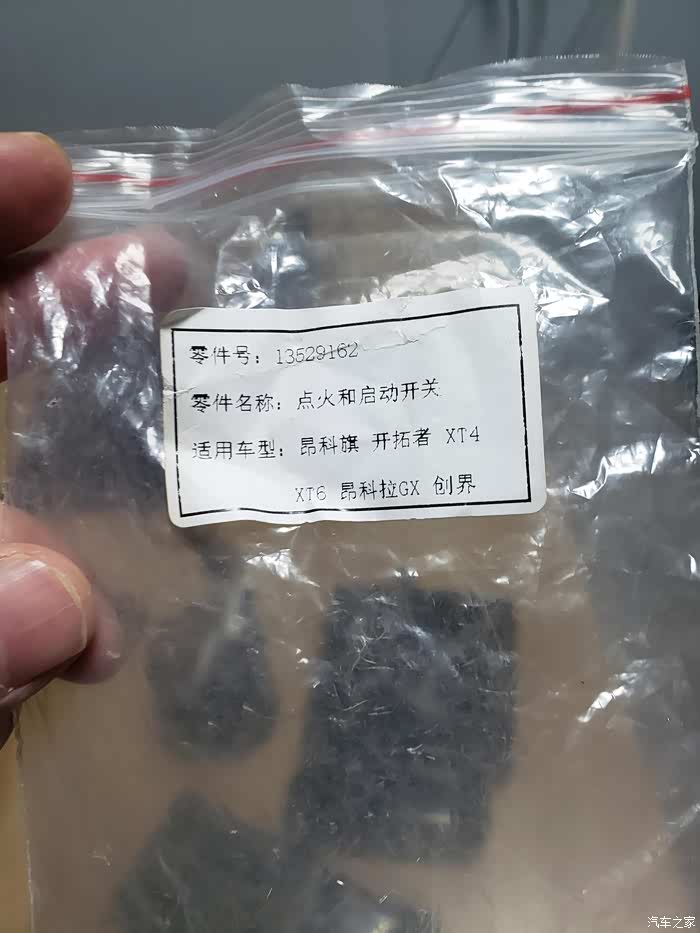 零件号：13529162
零件名称：点火和启动开关
适用车型：昂科旗 开拓者 XT4
XT6 昂科拉GX 创界
汽车之家